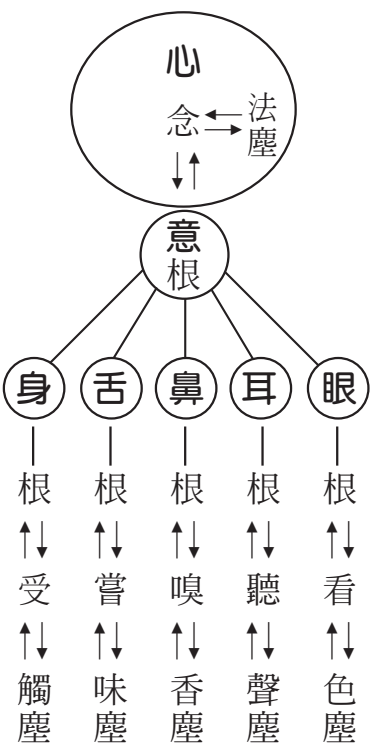 心
念 法塵
意根
身 舌 鼻 耳 眼
根 根 根 根 根
受 嘗 嗅 聽 看
觸塵 味塵 香塵 聲塵 色塵